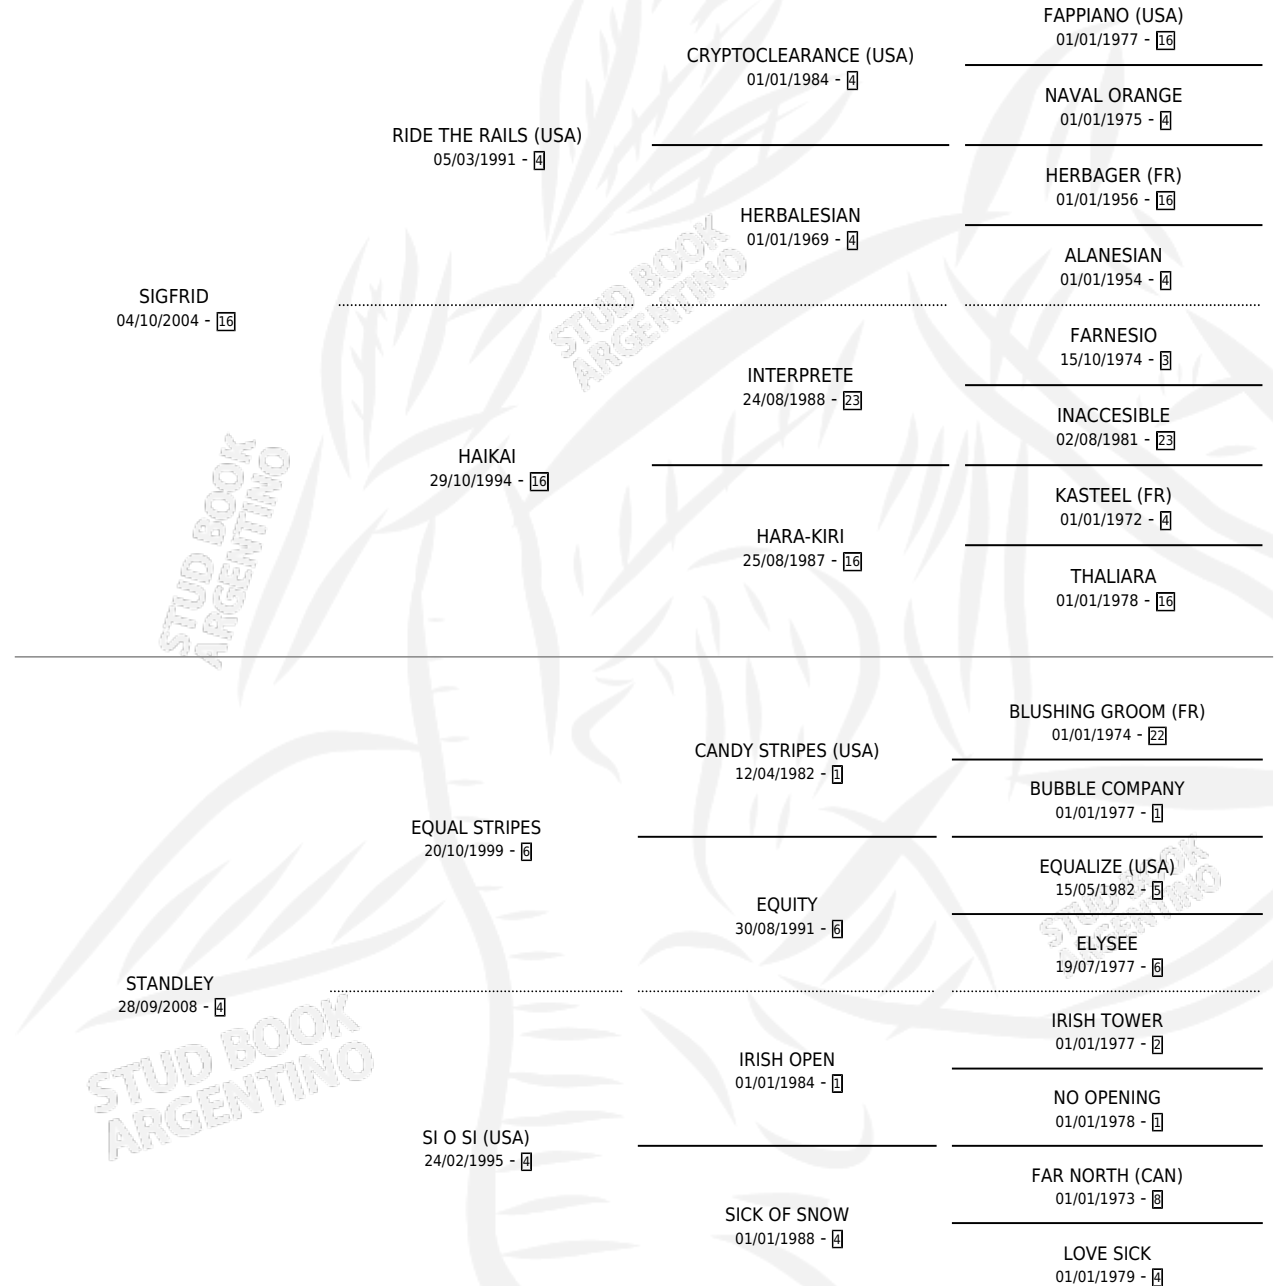 FAPPIANO (USA)
01/01/1977 - 16
CRYPTOCLEARANCE (USA)
01/01/1984 - 4
NAVAL ORANGE
01/01/1975 - 4
RIDE THE RAILS (USA)
05/03/1991 - 4
HERBAGER (FR)
01/01/1956 - 16
HERBALESIAN
01/01/1969 - 4
ALANESIAN
01/01/1954 - 4
SIGFRID
04/10/2004 - 16
FARNESIO
15/10/1974 - 3
INTERPRETE
24/08/1988 - 23
INACCESIBLE
02/08/1981 - 23
HAIKAI
29/10/1994 - 16
KASTEEL (FR)
01/01/1972 - 4
HARA-KIRI
25/08/1987 - 16
THALIARA
01/01/1978 - 16
BLUSHING GROOM (FR)
01/01/1974 - 22
CANDY STRIPES (USA)
12/04/1982 - 1
BUBBLE COMPANY
01/01/1977 - 1
EQUAL STRIPES
20/10/1999 - 6
EQUALIZE (USA)
15/05/1982 - 5
EQUITY
30/08/1991 - 6
ELYSEE
19/07/1977 - 6
STANDLEY
28/09/2008 - 4
IRISH TOWER
01/01/1977 - 2
IRISH OPEN
01/01/1984 - 1
NO OPENING
01/01/1978 - 1
SI O SI (USA)
24/02/1995 - 4
FAR NORTH (CAN)
01/01/1973 - 8
SICK OF SNOW
01/01/1988 - 4
LOVE SICK
01/01/1979 - 4
STUD BOOK
ARGENTINO
STUD BOOK
ARGENTINO
STUD BOOK
ARGENTINO
STUD BOOK
ARGENTINO